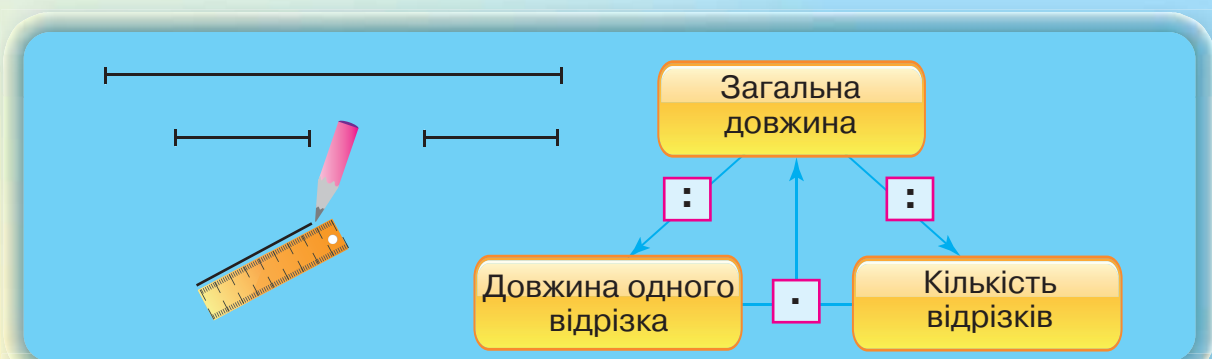 Загальна
довжина
:
:
Довжина одного
відрізка
·
Кількість
відрізків